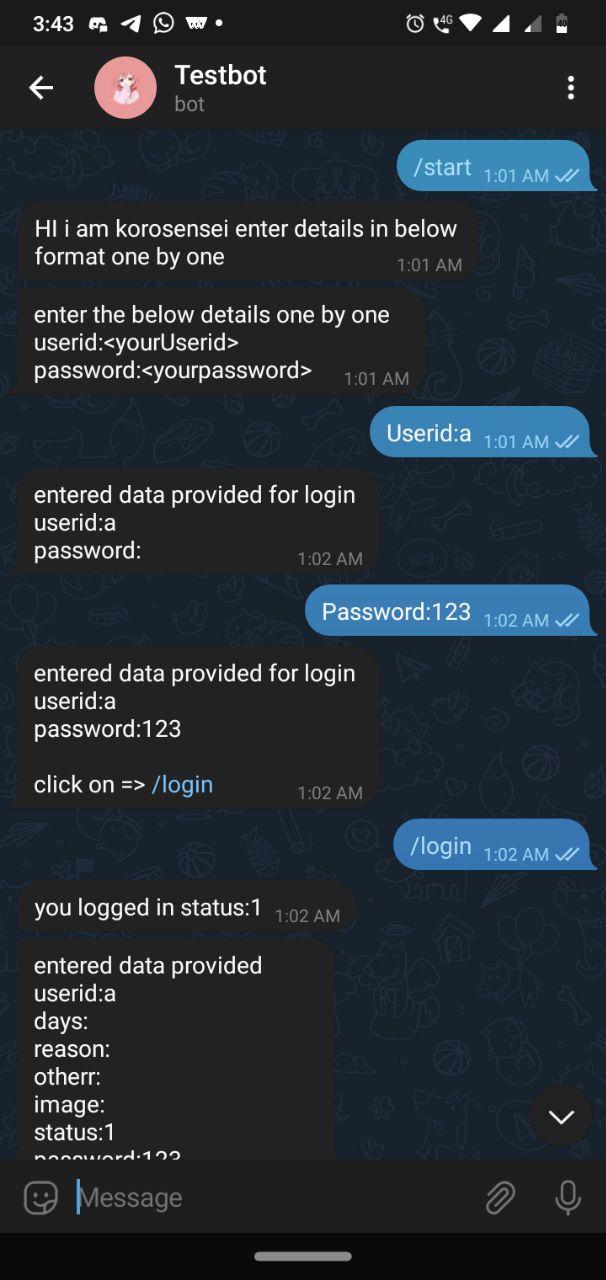 3:43
4G
40
Testbot
bot
/start 1:01 AM
HI i am korosensei enter details in below
format one by one
1:01 AM
enter the below details one by one
userid:<yourUserid>
password:<yourpassword> 1:01 AM
Userid:a 1:01 AM
entered data provided for login
userid:a
password: 1:02 AM
Password:123 1:02 AM
entered data provided for login
userid:a
password:123
click on => /login 1:02 AM
/login 1:02 AM
you logged in status:1 1:02 AM
entered data provided
userid:a
days:
reason:
otherr:
image:
status:1
password:123
Message